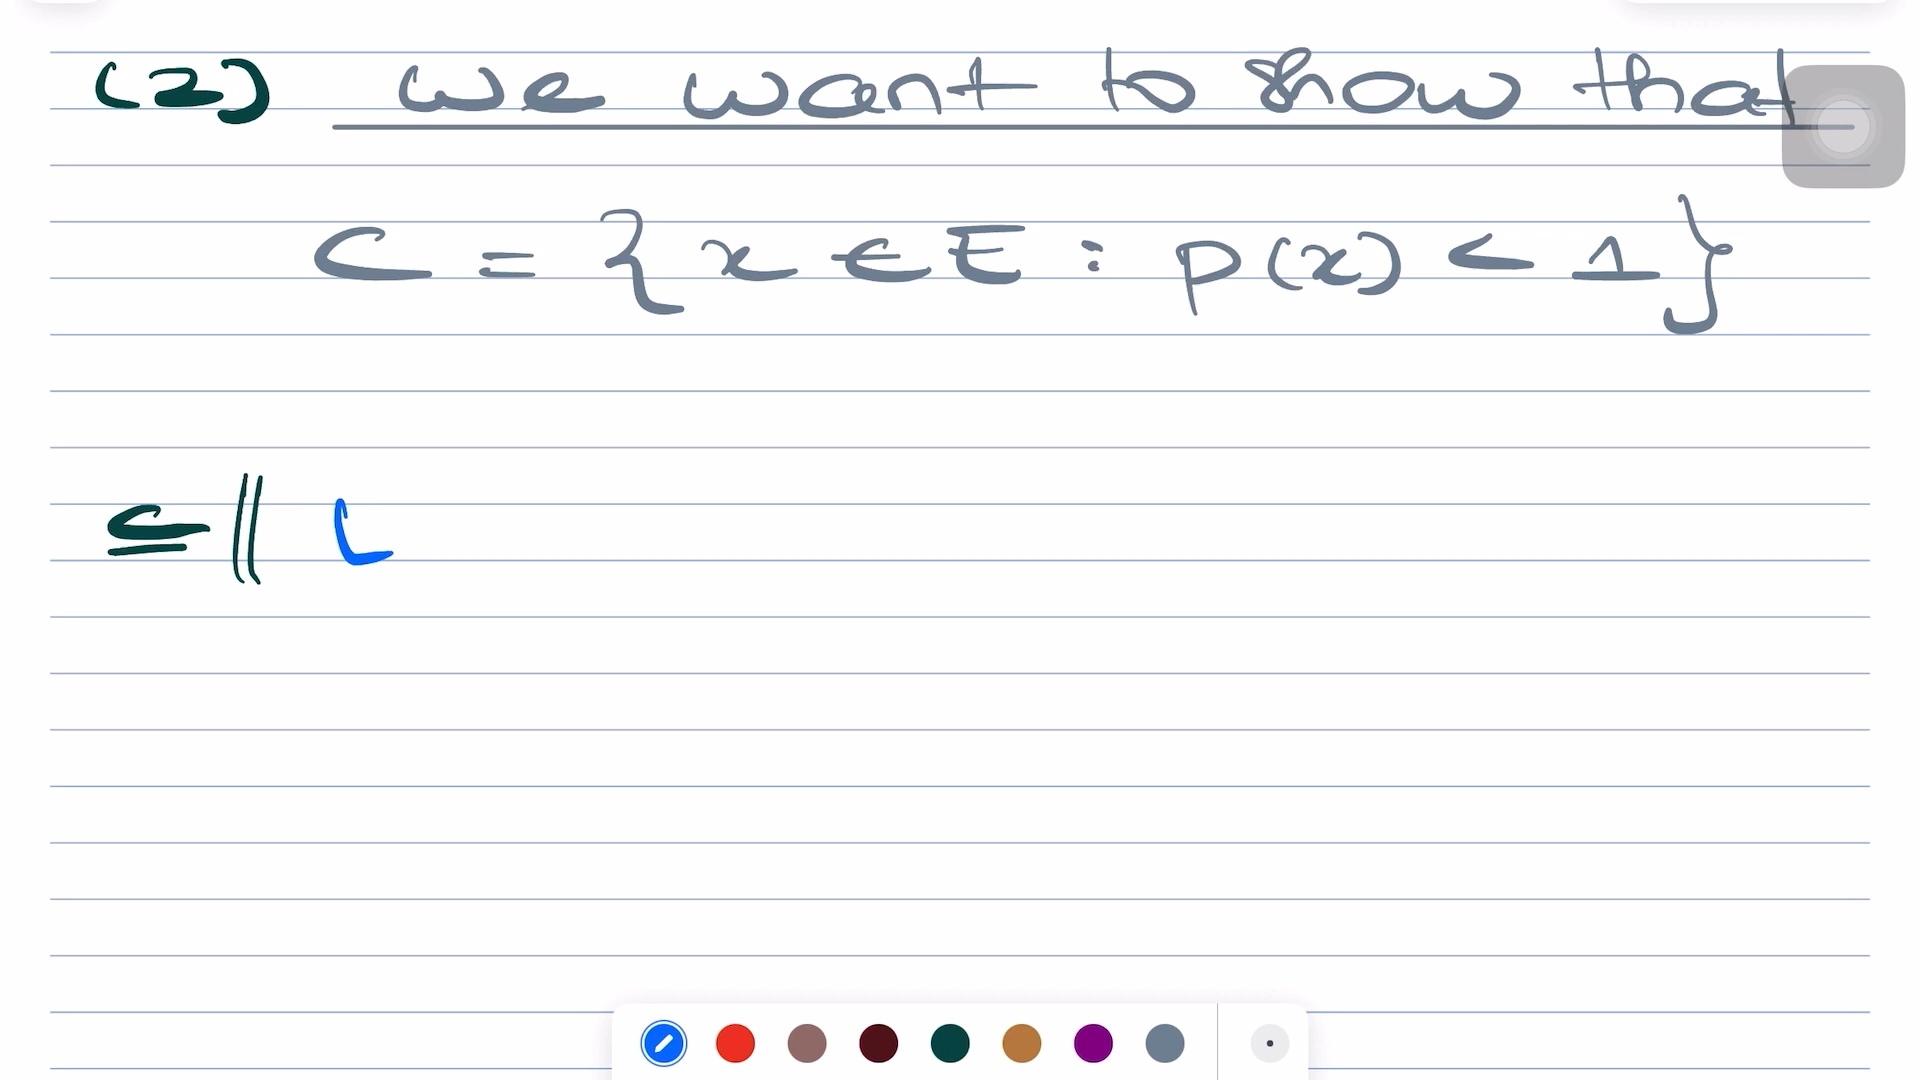 (2) We want to show that
C = { x ∈ E : p(x) < 1 }
⊆ || L